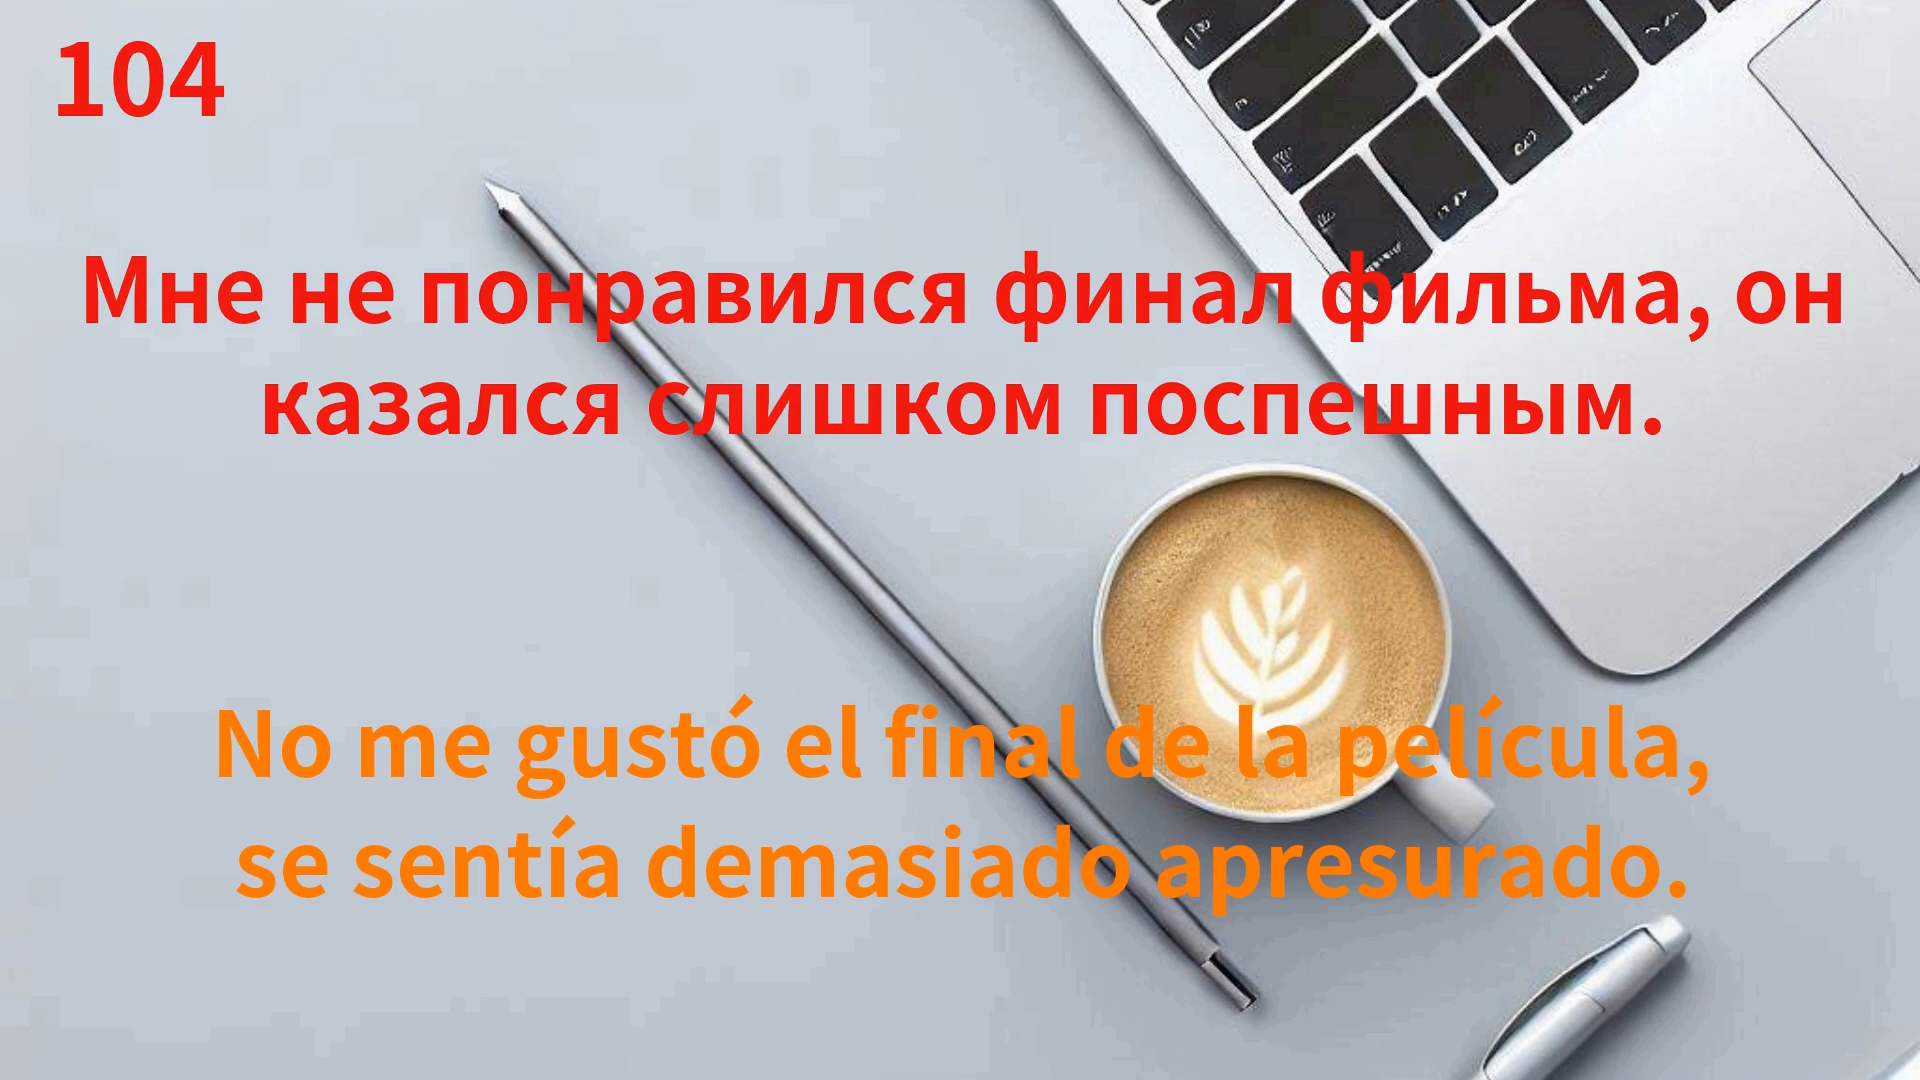 104
Мне не понравился финал фильма, он
казался слишком поспешным.
No me gustó el final de la película,
se sentía demasiado apresurado.